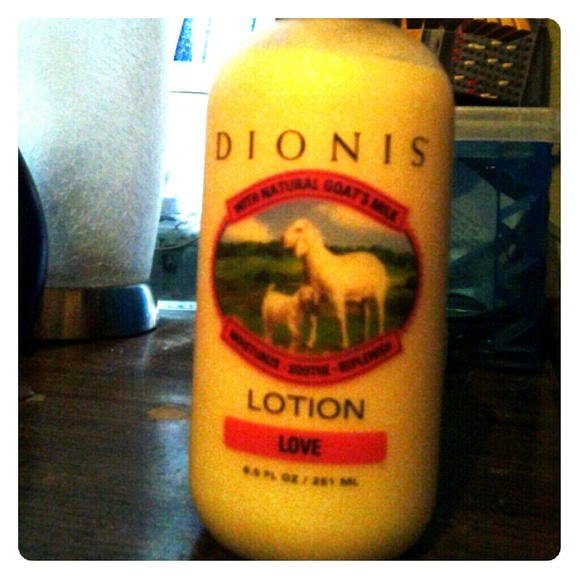 DIONIS
WITH NATURAL GOAT'S MILK
MOISTURIZE · SOOTHE · REPLENISH
LOTION
LOVE
8.5 FL OZ / 251 ML